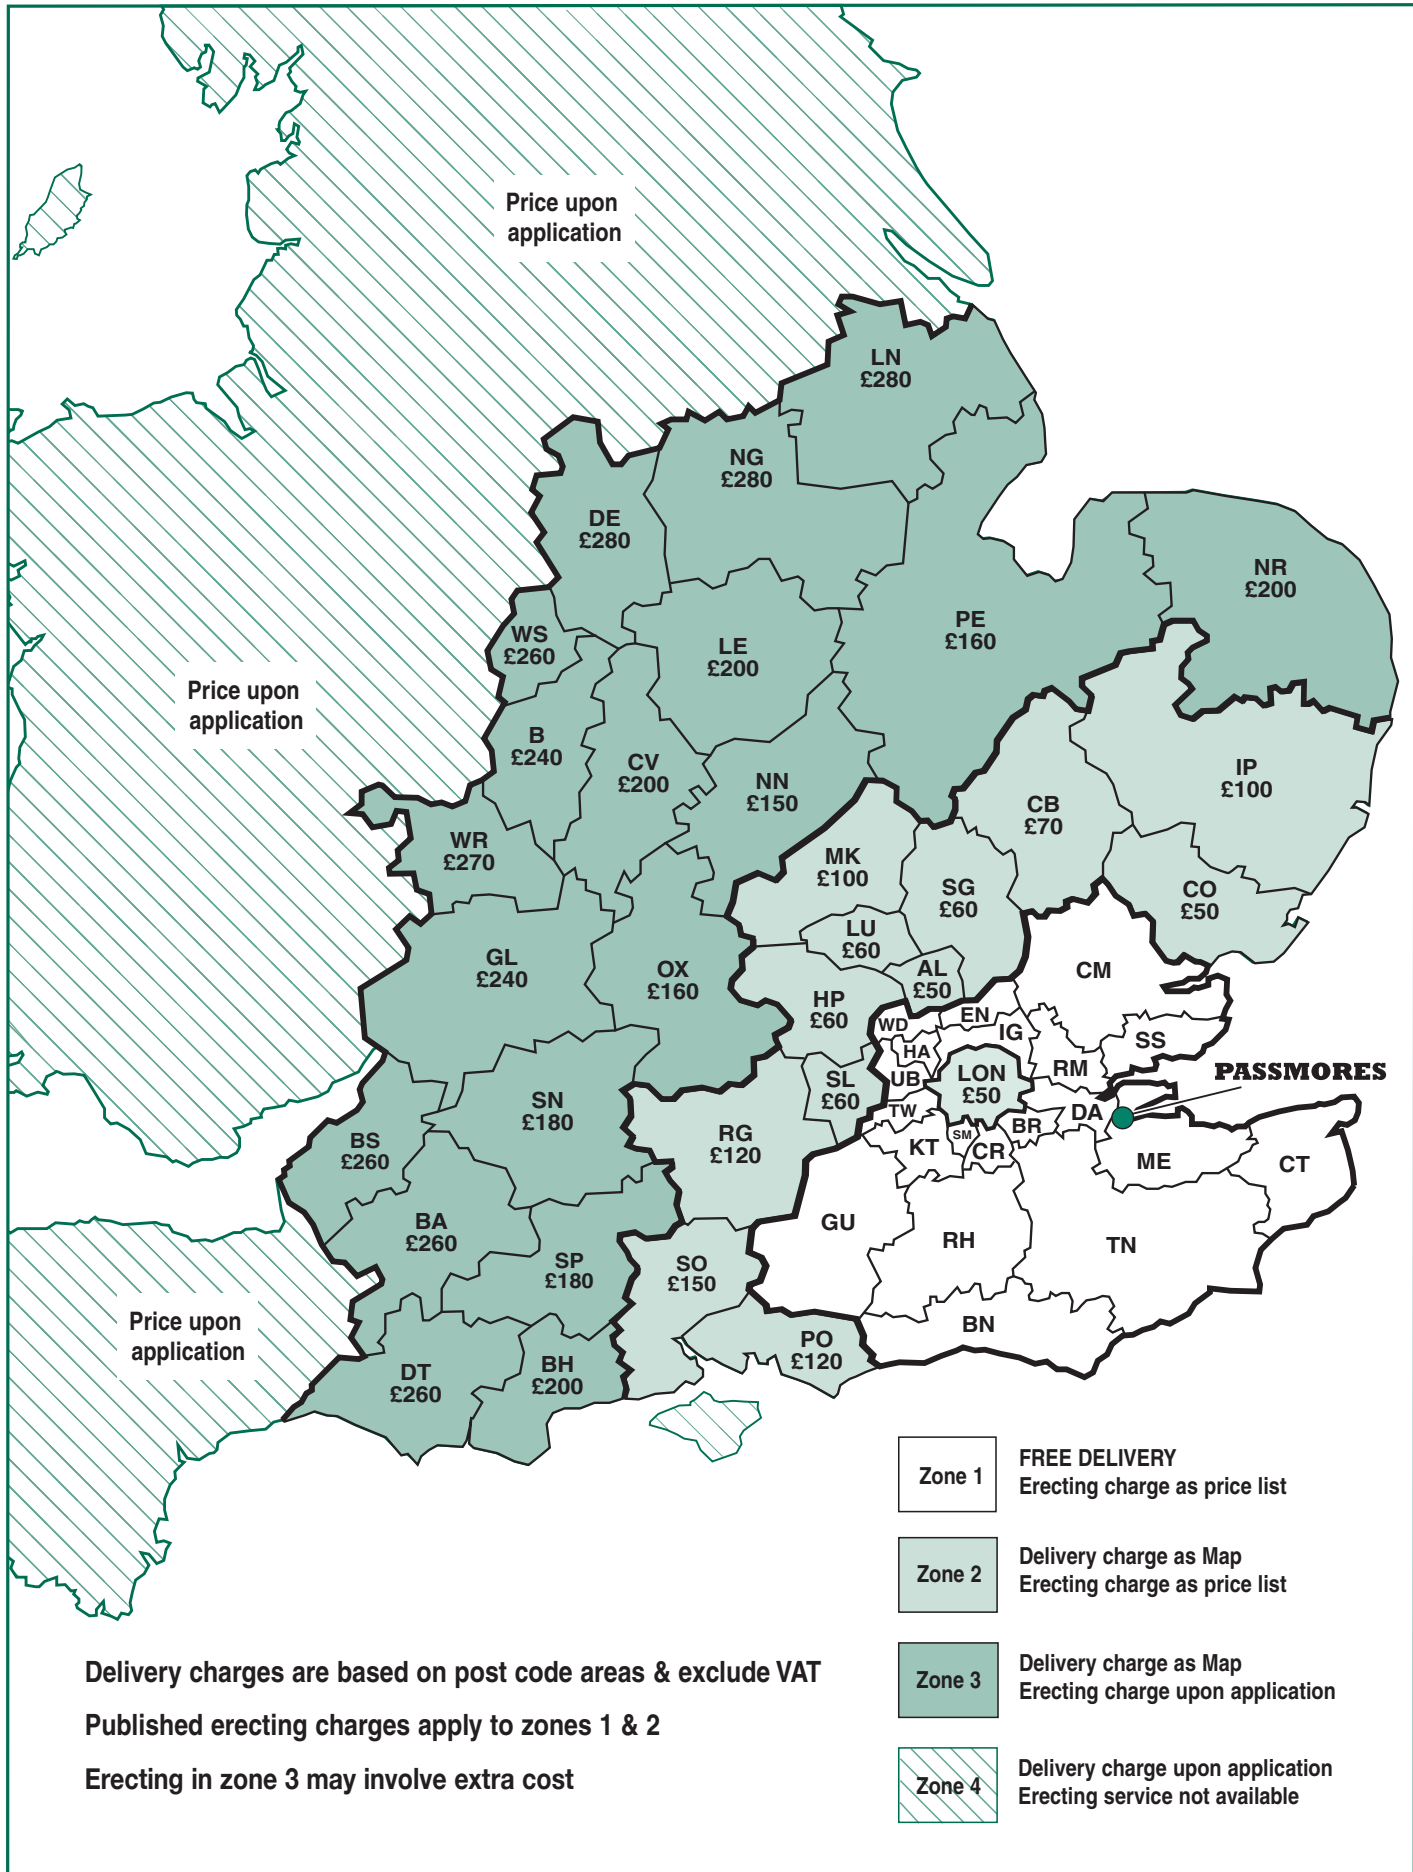 Price upon
application
LN
£280
NG
£280
DE
£280
NR
£200
PE
£160
WS
£260
LE
£200
Price upon
application
B
£240
CV
£200
NN
£150
IP
£100
CB
£70
WR
£270
MK
£100
SG
£60
CO
£50
LU
£60
GL
£240
OX
£160
AL
£50
CM
HP
£60
WD
EN
IG
SS
HA
RM
PASSMORES
UB
LON
£50
SL
£60
SN
£180
TW
DA
BR
RG
£120
BS
£260
KT
SM
CR
ME
CT
BA
£260
GU
RH
TN
SP
£180
SO
£150
Price upon
application
BN
PO
£120
DT
£260
BH
£200
Zone 1
FREE DELIVERY
Erecting charge as price list
Zone 2
Delivery charge as Map
Erecting charge as price list
Zone 3
Delivery charge as Map
Erecting charge upon application
Zone 4
Delivery charge upon application
Erecting service not available
Delivery charges are based on post code areas & exclude VAT
Published erecting charges apply to zones 1 & 2
Erecting in zone 3 may involve extra cost